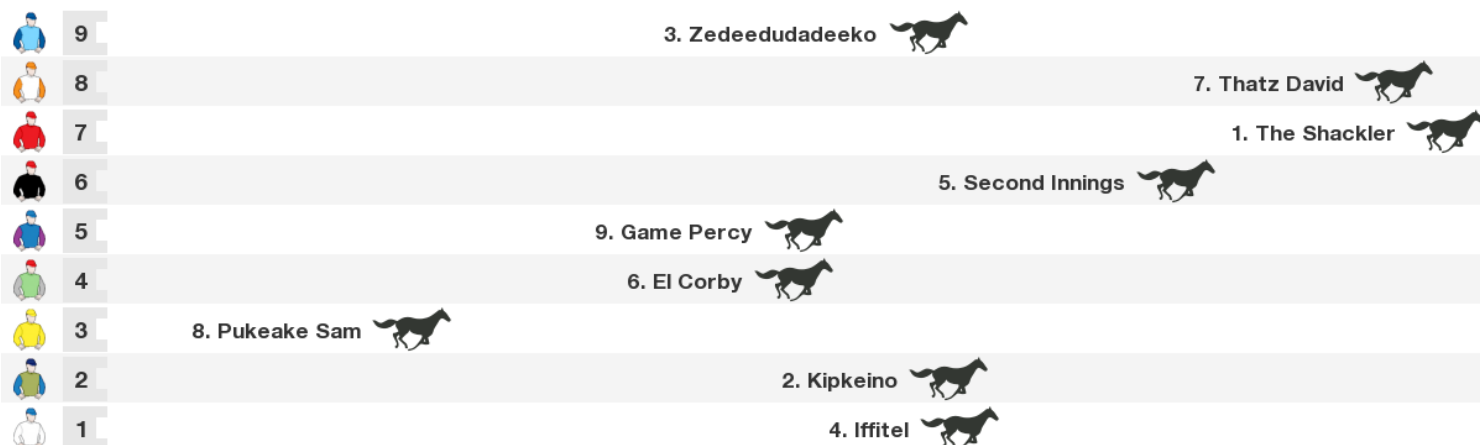 9 3. Zedeedudadeeko
8 7. Thatz David
7 1. The Shackler
6 5. Second Innings
5 9. Game Percy
4 6. El Corby
3 8. Pukeake Sam
2 2. Kipkeino
1 4. Iffitel